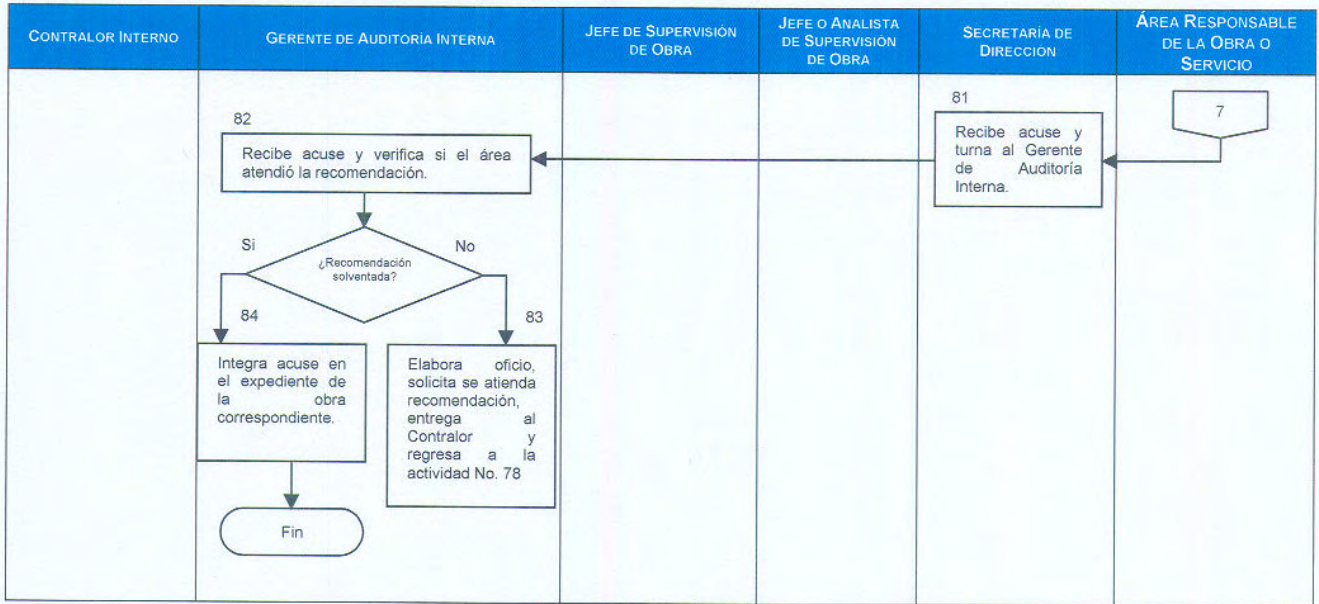 CONTRALOR INTERNO
GERENTE DE AUDITORÍA INTERNA
JEFE DE SUPERVISIÓN
DE OBRA
JEFE O ANALISTA
DE SUPERVISIÓN
DE OBRA
SECRETARÍA DE
DIRECCIÓN
ÁREA RESPONSABLE
DE LA OBRA O
SERVICIO
7
81
Recibe acuse y
turna al Gerente
de Auditoría
Interna.
82
Recibe acuse y verifica si el área
atendió la recomendación.
¿Recomendación
solventada?
Si
No
84
Integra acuse en
el expediente de
la obra
correspondiente.
83
Elabora oficio,
solicita se atienda
recomendación,
entrega al
Contralor y
regresa a la
actividad No. 78
Fin